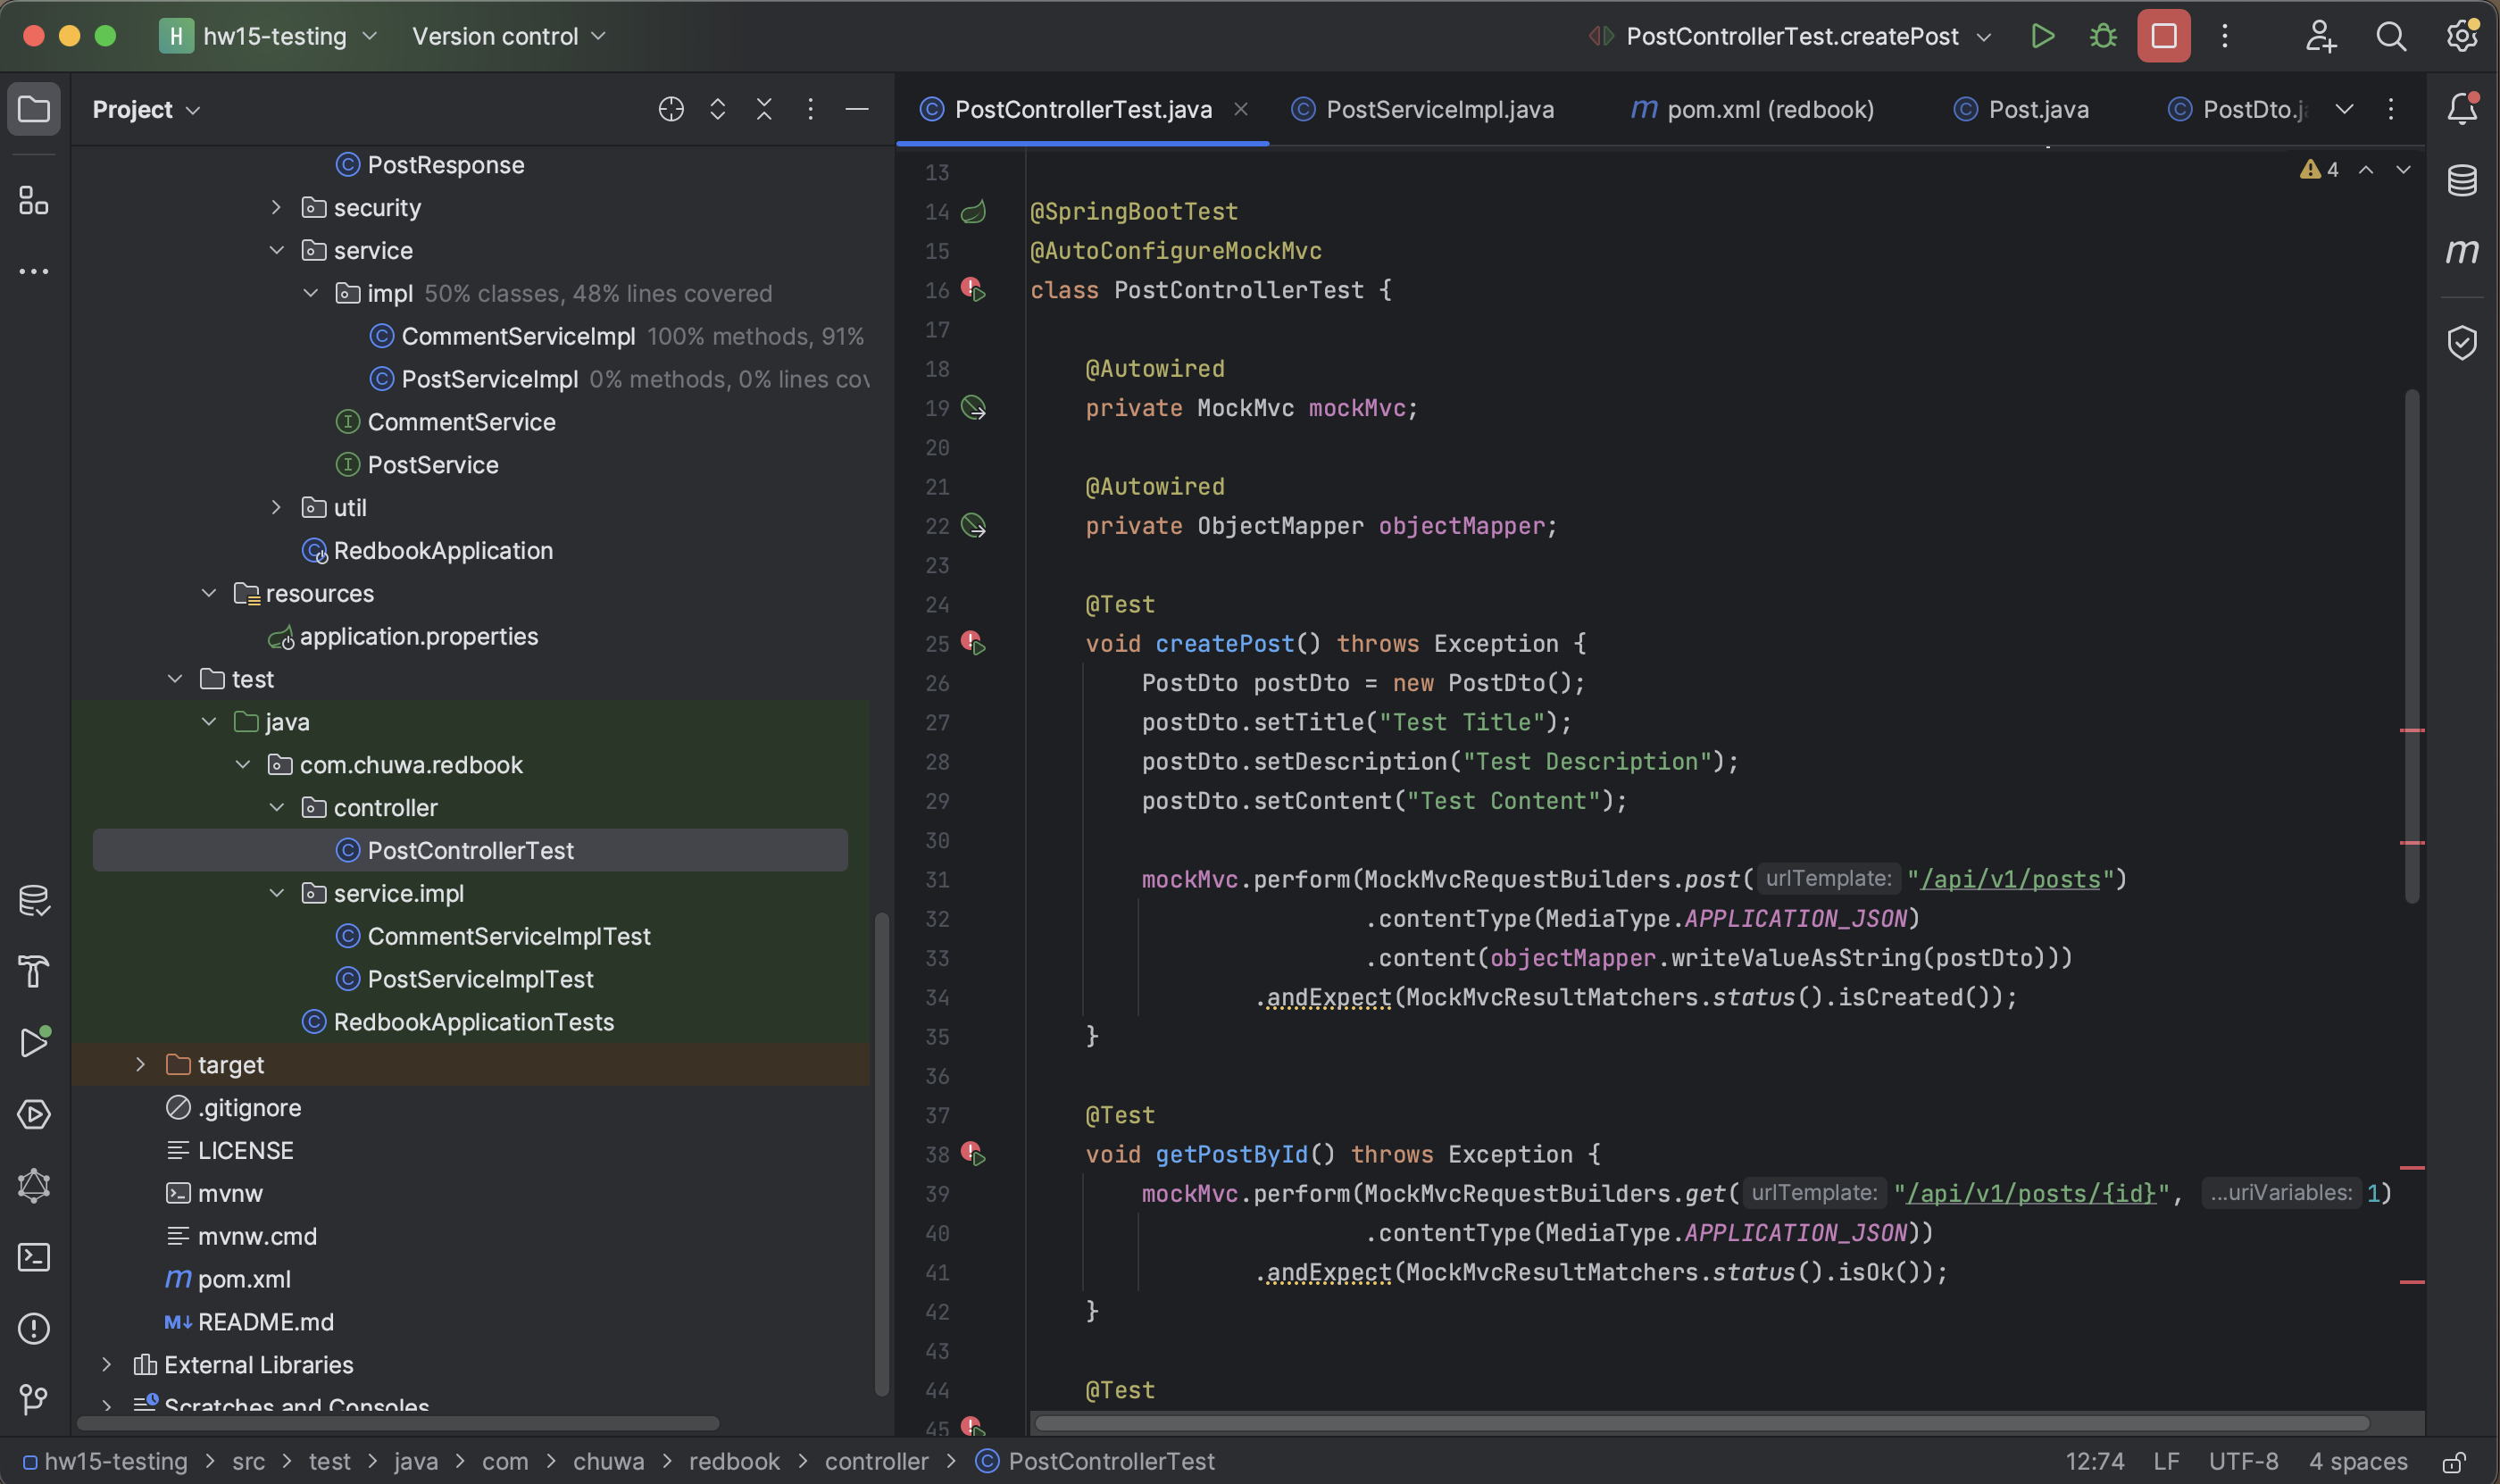 H hw15-testing Version control PostControllerTest.createPost
Project
PostControllerTest.java PostServiceImpl.java m pom.xml (redbook) Post.java PostDto.j
PostResponse
security
service
impl 50% classes, 48% lines covered
CommentServiceImpl 100% methods, 91%
PostServiceImpl 0% methods, 0% lines cov
CommentService
PostService
util
RedbookApplication
resources
application.properties
test
java
com.chuwa.redbook
controller
PostControllerTest
service.impl
CommentServiceImplTest
PostServiceImplTest
RedbookApplicationTests
target
.gitignore
LICENSE
mvnw
mvnw.cmd
m pom.xml
M↓ README.md
External Libraries
Scratches and Consoles
4
13
14 @SpringBootTest
15 @AutoConfigureMockMvc
16 class PostControllerTest {
17
18 @Autowired
19 private MockMvc mockMvc;
20
21 @Autowired
22 private ObjectMapper objectMapper;
23
24 @Test
25 void createPost() throws Exception {
26 PostDto postDto = new PostDto();
27 postDto.setTitle("Test Title");
28 postDto.setDescription("Test Description");
29 postDto.setContent("Test Content");
30
31 mockMvc.perform(MockMvcRequestBuilders.post( urlTemplate: "/api/v1/posts")
32 .contentType(MediaType.APPLICATION_JSON)
33 .content(objectMapper.writeValueAsString(postDto)))
34 .andExpect(MockMvcResultMatchers.status().isCreated());
35 }
36
37 @Test
38 void getPostById() throws Exception {
39 mockMvc.perform(MockMvcRequestBuilders.get( urlTemplate: "/api/v1/posts/{id}", ...uriVariables: 1)
40 .contentType(MediaType.APPLICATION_JSON))
41 .andExpect(MockMvcResultMatchers.status().isOk());
42 }
43
44 @Test
45
m
hw15-testing > src > test > java > com > chuwa > redbook > controller > PostControllerTest 12:74 LF UTF-8 4 spaces